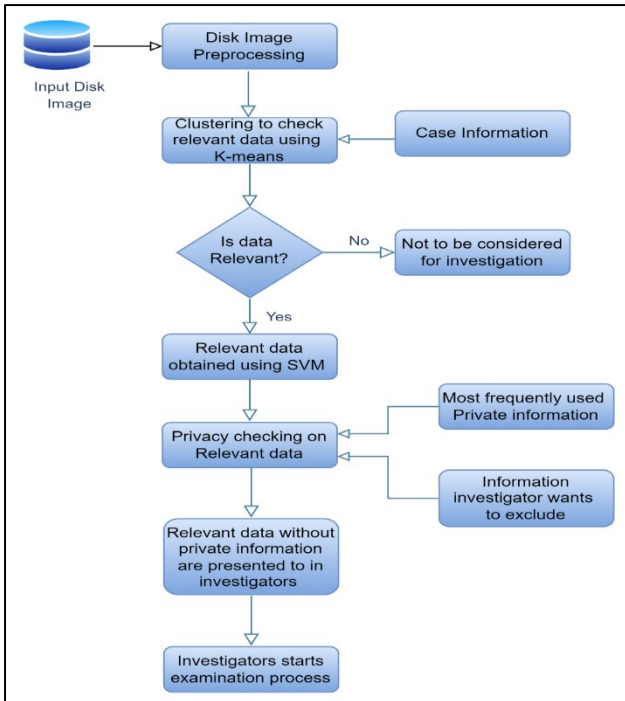 Input Disk
Image
Disk Image
Preprocessing
Clustering to check
relevant data using
K-means
Case Information
Is data
Relevant?
No
Not to be considered
for investigation
Yes
Relevant data
obtained using SVM
Most frequently used
Private information
Privacy checking on
Relevant data
Information
investigator wants
to exclude
Relevant data without
private information
are presented to in
investigators
Investigators starts
examination process